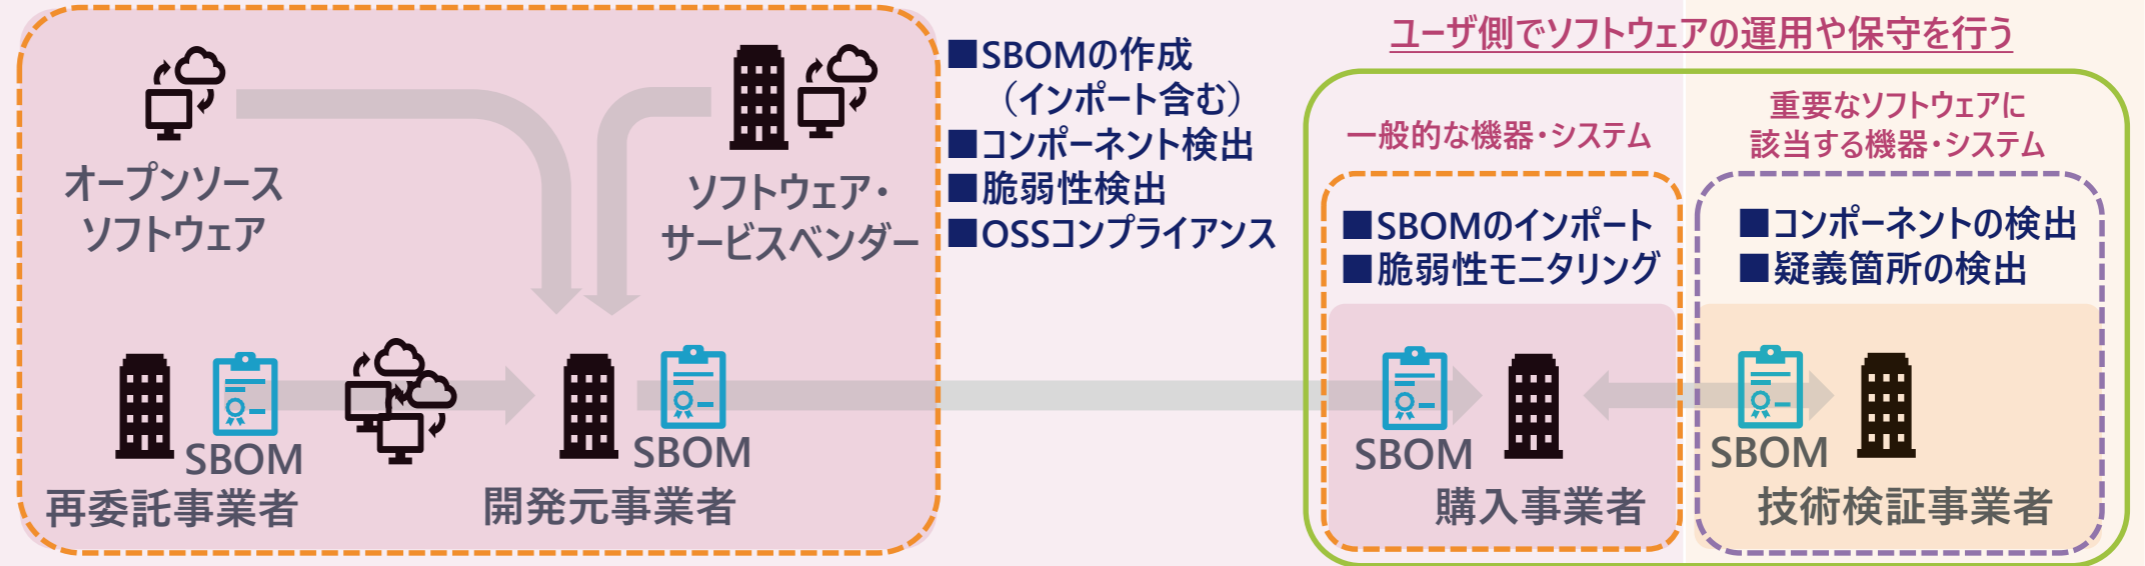 オープンソース
ソフトウェア
ソフトウェア・
サービスベンダー
再委託事業者
SBOM
開発元事業者
SBOM
■SBOMの作成
（インポート含む）
■コンポーネント検出
■脆弱性検出
■OSSコンプライアンス
ユーザ側でソフトウェアの運用や保守を行う
一般的な機器・システム
■SBOMのインポート
■脆弱性モニタリング
SBOM
購入事業者
重要なソフトウェアに
該当する機器・システム
■コンポーネントの検出
■疑義箇所の検出
SBOM
技術検証事業者